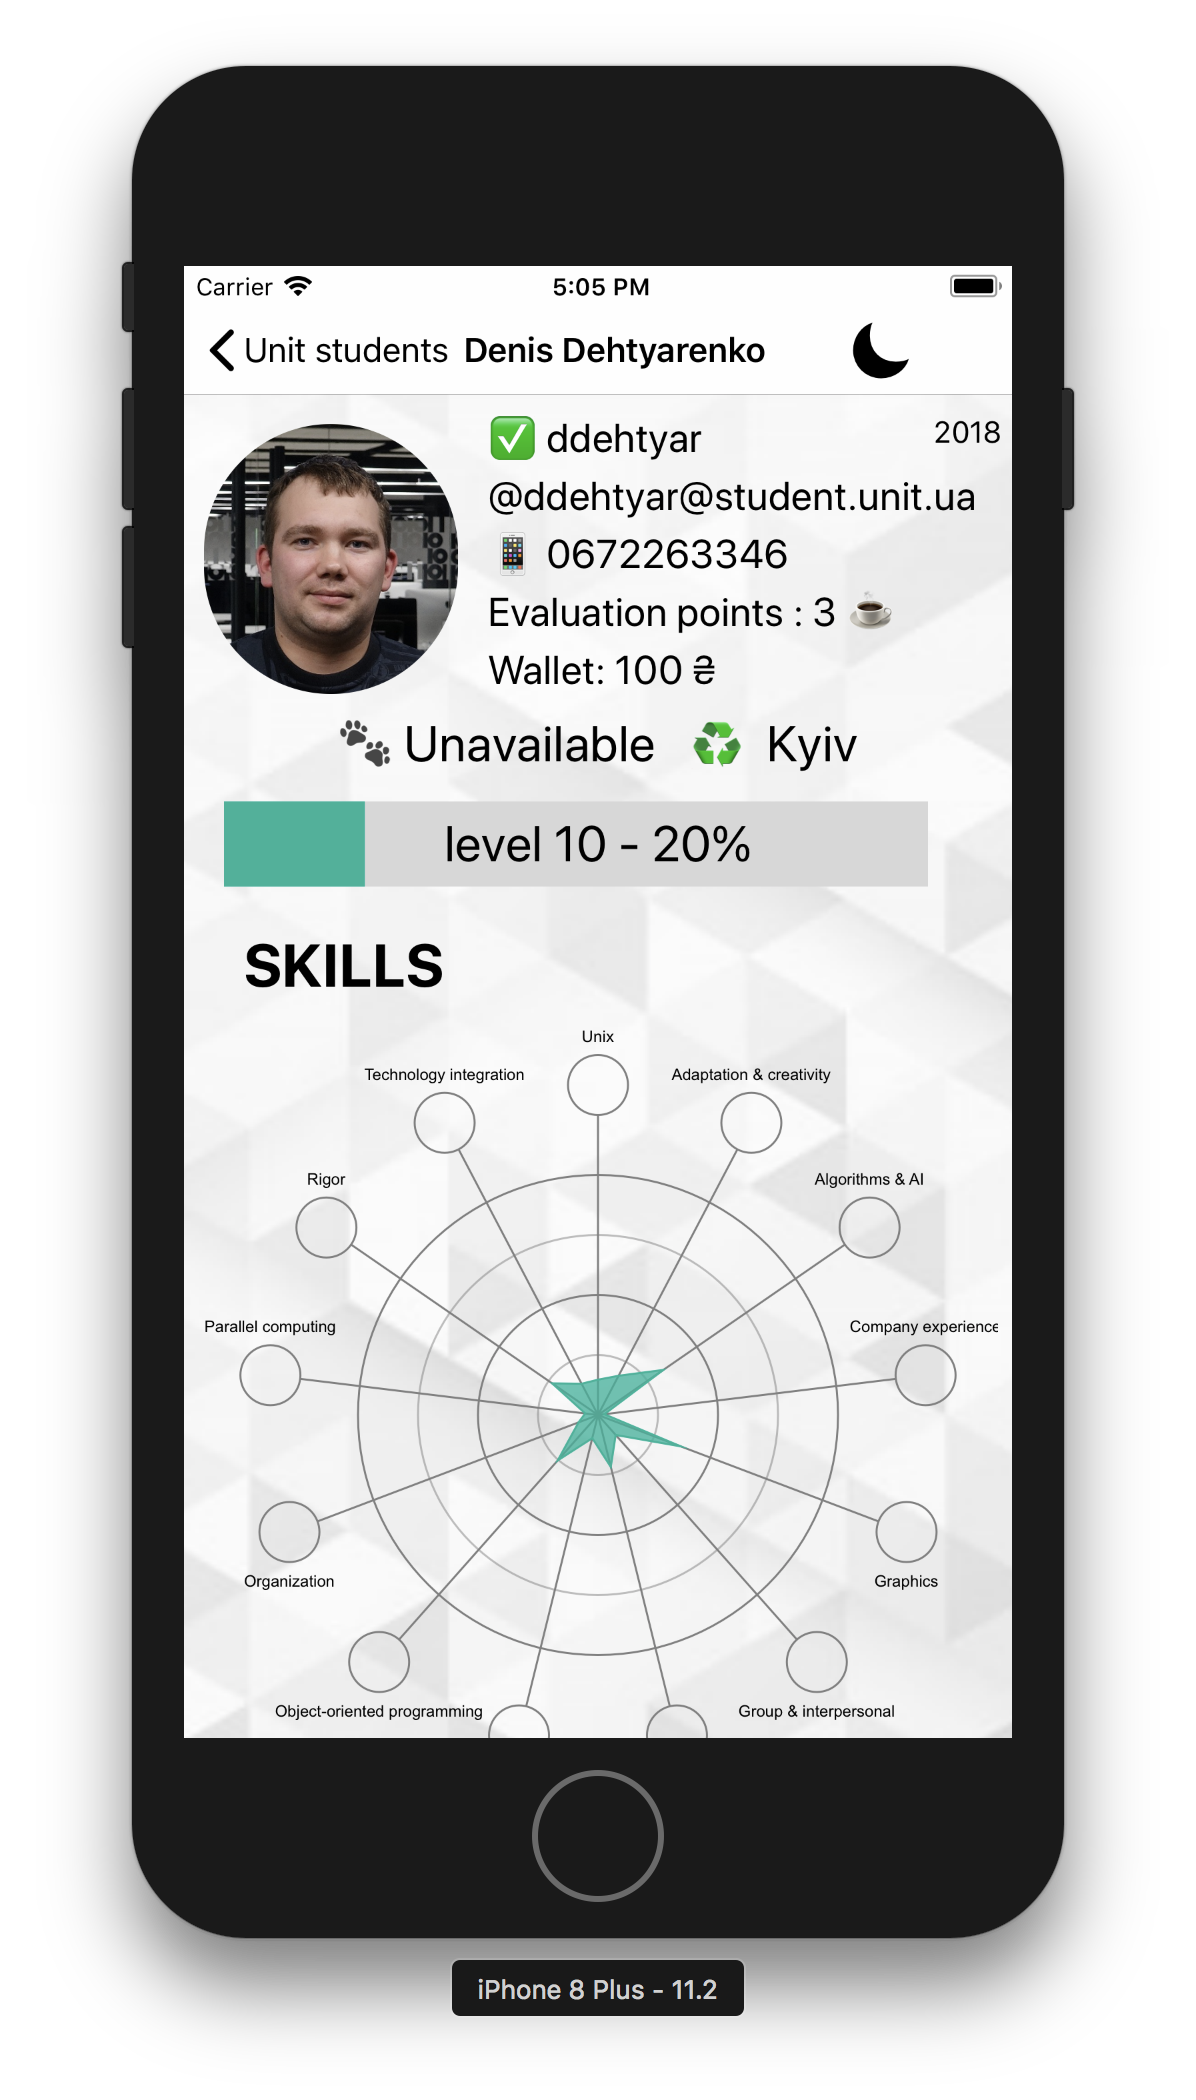 Carrier 5:05 PM
Unit students Denis Dehtyarenko
ddehtyar 2018
@ddehtyar@student.unit.ua
0672263346
Evaluation points : 3
Wallet: 100 ₴
Unavailable Kyiv
level 10 - 20%
SKILLS
Unix
Technology integration Adaptation & creativity
Rigor Algorithms & AI
Parallel computing Company experience
Organization Graphics
Object-oriented programming Group & interpersonal
iPhone 8 Plus - 11.2